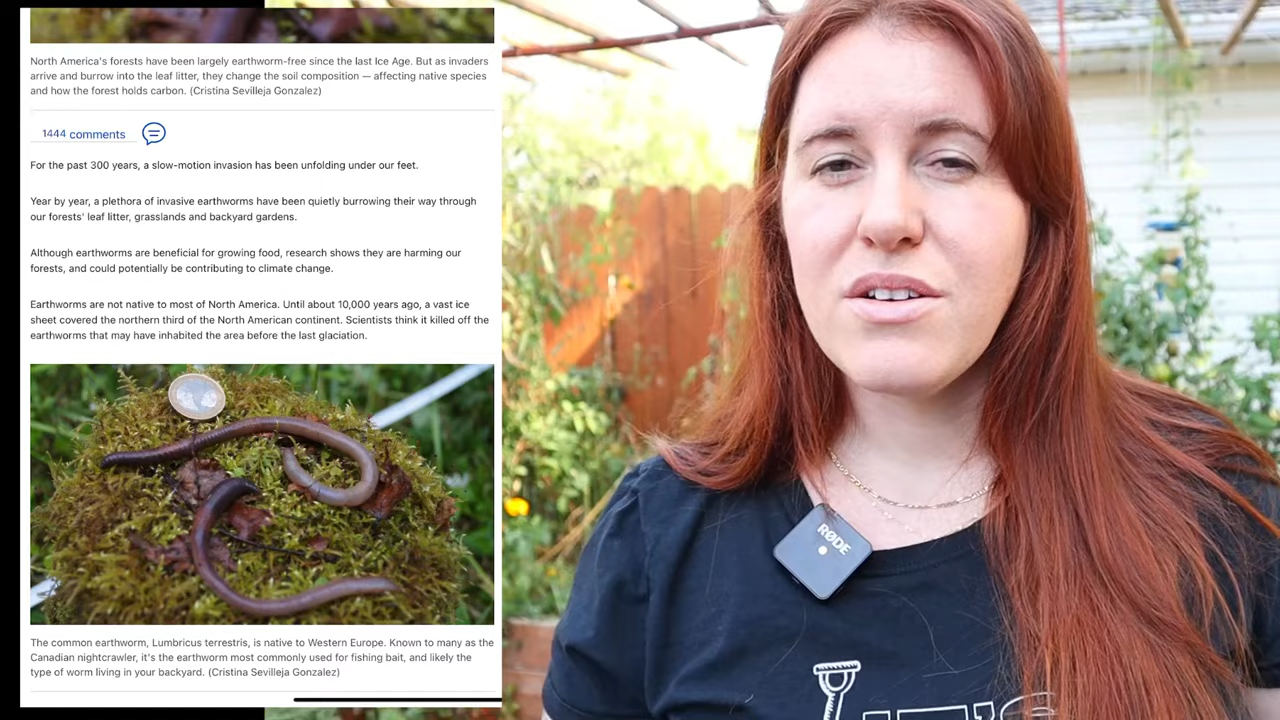 North America's forests have been largely earthworm-free since the last Ice Age. But as invaders
arrive and burrow into the leaf litter, they change the soil composition — affecting native species
and how the forest holds carbon. (Cristina Sevilleja Gonzalez)
1444 comments
For the past 300 years, a slow-motion invasion has been unfolding under our feet.
Year by year, a plethora of invasive earthworms have been quietly burrowing their way through
our forests' leaf litter, grasslands and backyard gardens.
Although earthworms are beneficial for growing food, research shows they are harming our
forests, and could potentially be contributing to climate change.
Earthworms are not native to most of North America. Until about 10,000 years ago, a vast ice
sheet covered the northern third of the North American continent. Scientists think it killed off the
earthworms that may have inhabited the area before the last glaciation.
The common earthworm, Lumbricus terrestris, is native to Western Europe. Known to many as the
Canadian nightcrawler, it's the earthworm most commonly used for fishing bait, and likely the
type of worm living in your backyard. (Cristina Sevilleja Gonzalez)
RØDE